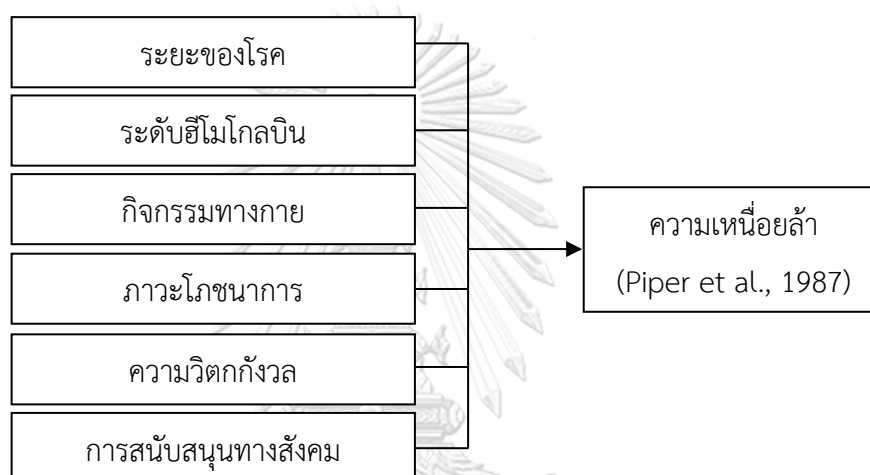 ระยะของโรค
ระดับฮีโมโกลบิน
กิจกรรมทางกาย
ภาวะโภชนาการ
ความวิตกกังวล
การสนับสนุนทางสังคม
ความเหนื่อยล้า
(Piper et al., 1987)